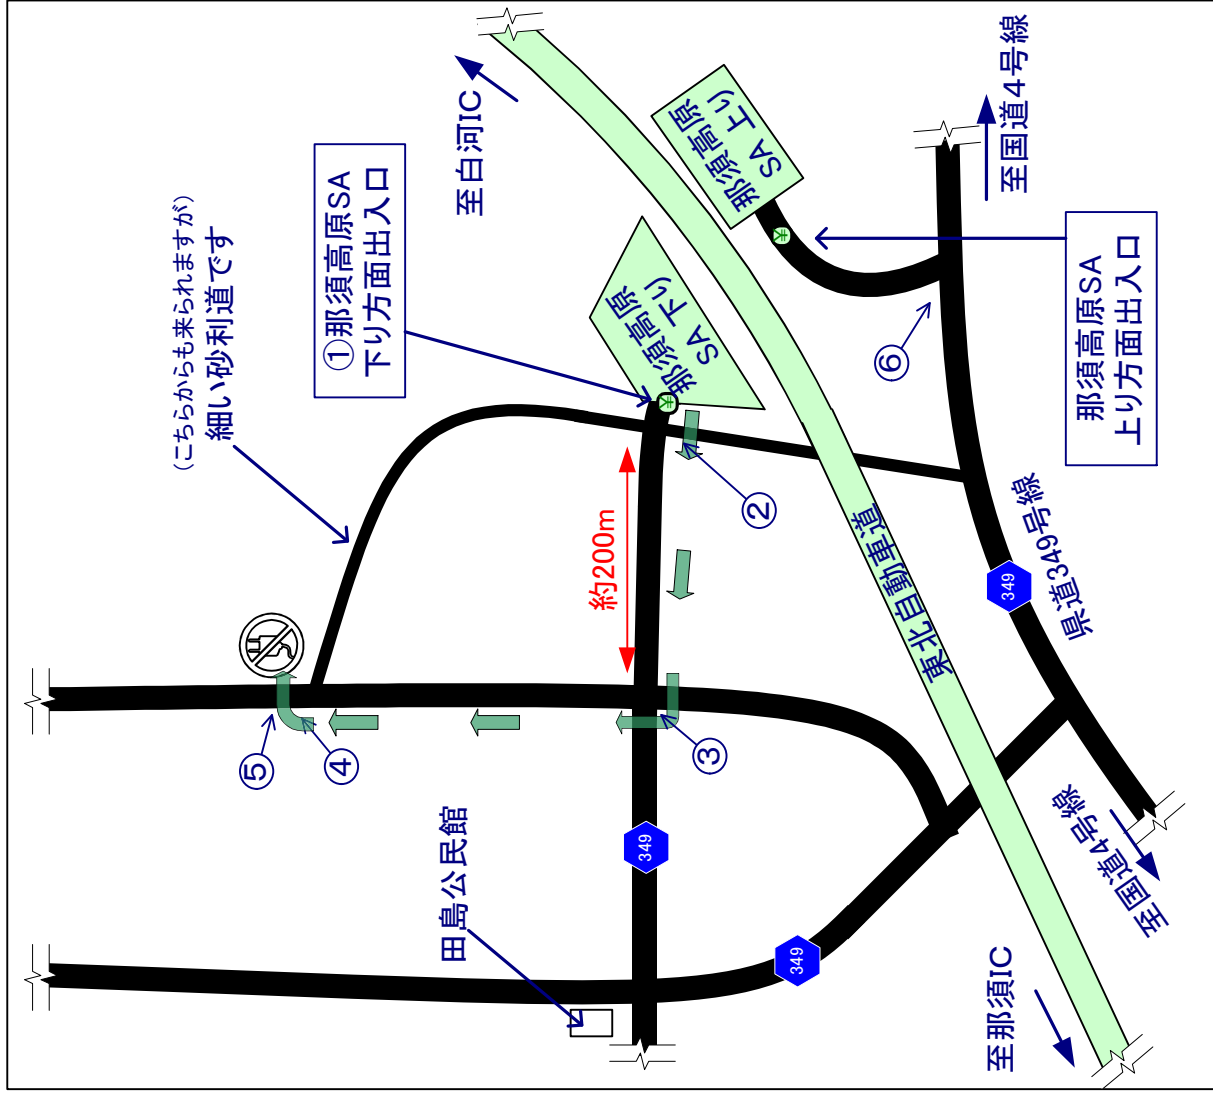 （こちらからも来られますが）
細い砂利道です
①那須高原SA
下り方面出入口
至白河IC
那須高原
SA 上り
至国道4号線
那須高原
SA 下り
那須高原SA
上り方面出入口
⑥
②
約200m
東北自動車道
県道349号線
349
⑤
④
③
田島公民館
349
349
至国道4号線
至那須IC